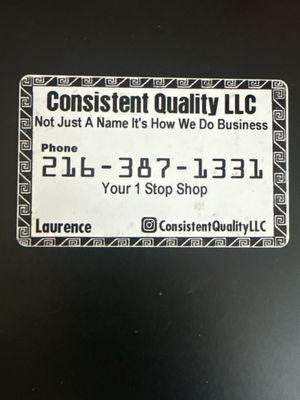 Consistent Quality LLC
Not Just A Name It's How We Do Business
Phone
216-387-1331
Your 1 Stop Shop
Laurence
ConsistentQualityLLC